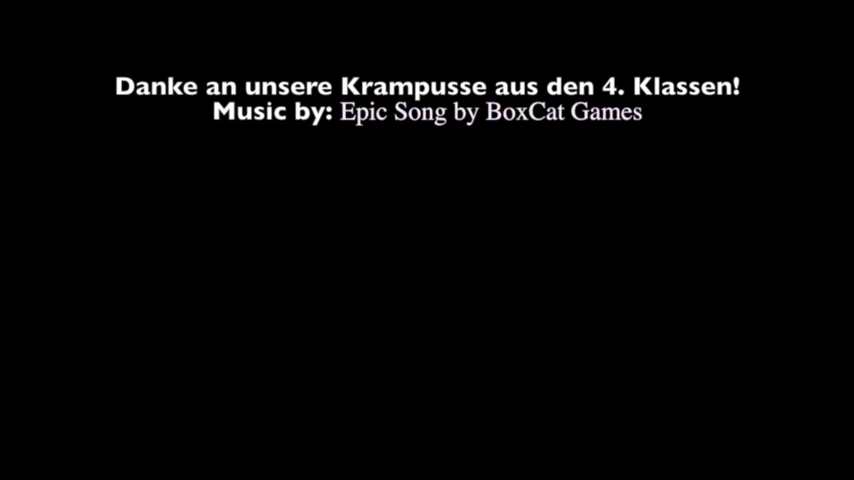 Danke an unsere Krampusse aus den 4. Klassen!
Music by: Epic Song by BoxCat Games